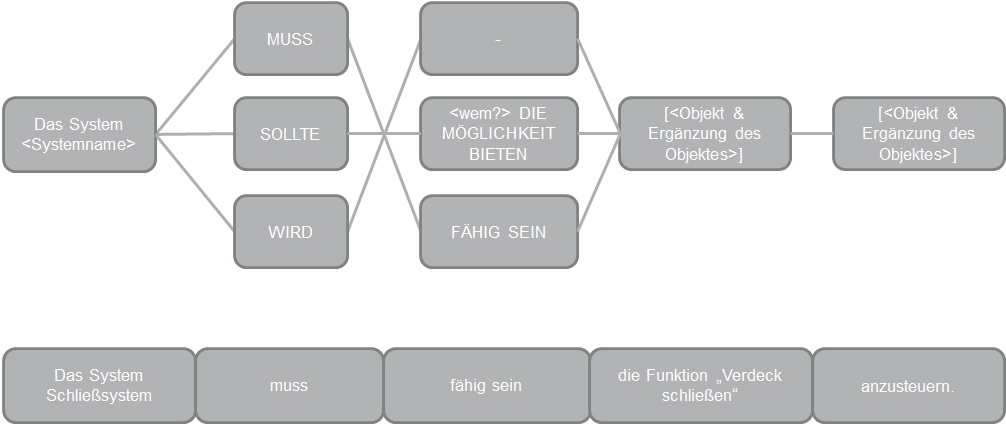 MUSS
-
Das System
<Systemname>
SOLLTE
<wem?> DIE
MÖGLICHKEIT
BIETEN
[<Objekt &
Ergänzung des
Objektes>]
[<Objekt &
Ergänzung des
Objektes>]
WIRD
FÄHIG SEIN
Das System
Schließsystem
muss
fähig sein
die Funktion „Verdeck
schließen“
anzusteuern.